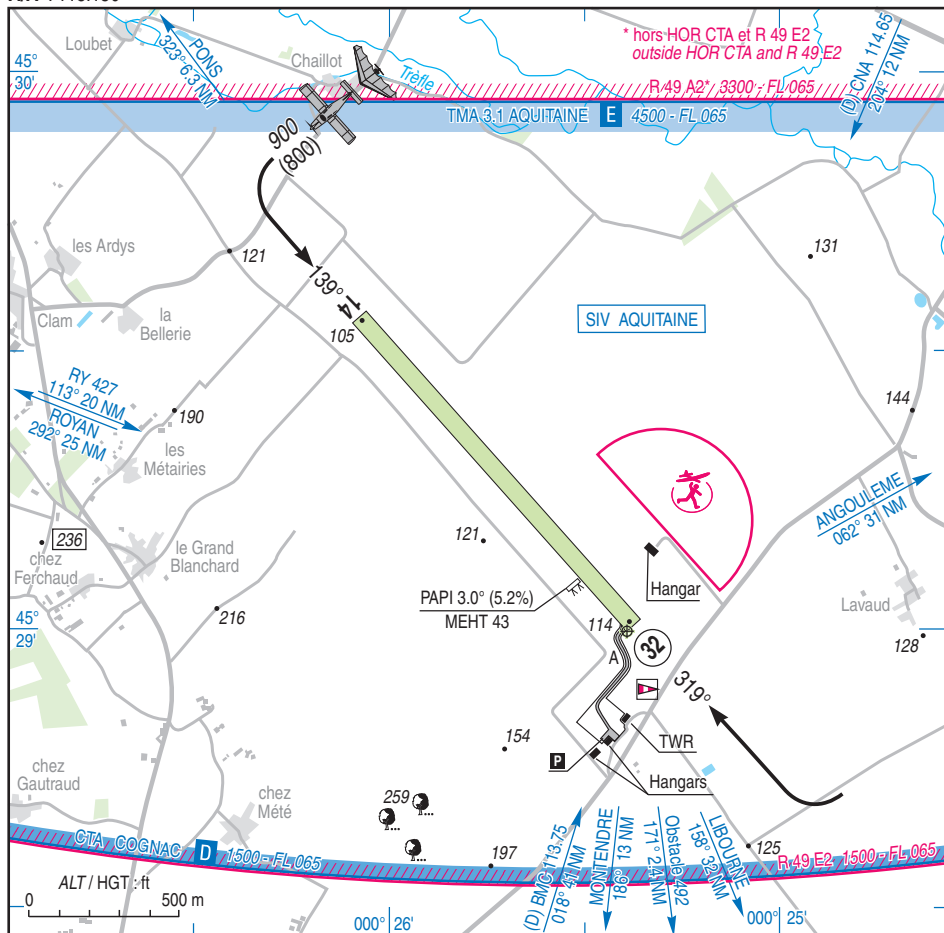 Loubet
PONS
323° 6.3 NM
Chaillot
Trèfle
* hors HOR CTA et R 49 E2
outside HOR CTA and R 49 E2
(D) CNA 114.65
204° 12 NM
45°
30'
R 49 A2* 3300 - FL 065
TMA 3.1 AQUITAINE E 4500 - FL 065
900
(800)
les Ardys
121
131
139°
14
105
Clam
la
Bellerie
SIV AQUITAINE
RY 427
113° 20 NM
ROYAN
292° 25 NM
190
144
les
Métairies
ANGOULEME
062° 31 NM
236
121
chez
Ferchaud
le Grand
Blanchard
Hangar
PAPI 3.0° (5.2%)
MEHT 43
Lavaud
45°
29'
216
114
128
A
32
319°
154
TWR
P
Hangars
chez
Gautraud
chez
Mété
259
CTA COGNAC D 1500 - FL 065
197
125
R 49 E2 1500 - FL 065
(D) BMC 113.75
018° 41 NM
MONTENDRE
186° 13 NM
Obstacle 492
171° 2.4 NM
LIBOURNE
158° 32 NM
ALT / HGT : ft
0 500 m
000° 26
000° 25